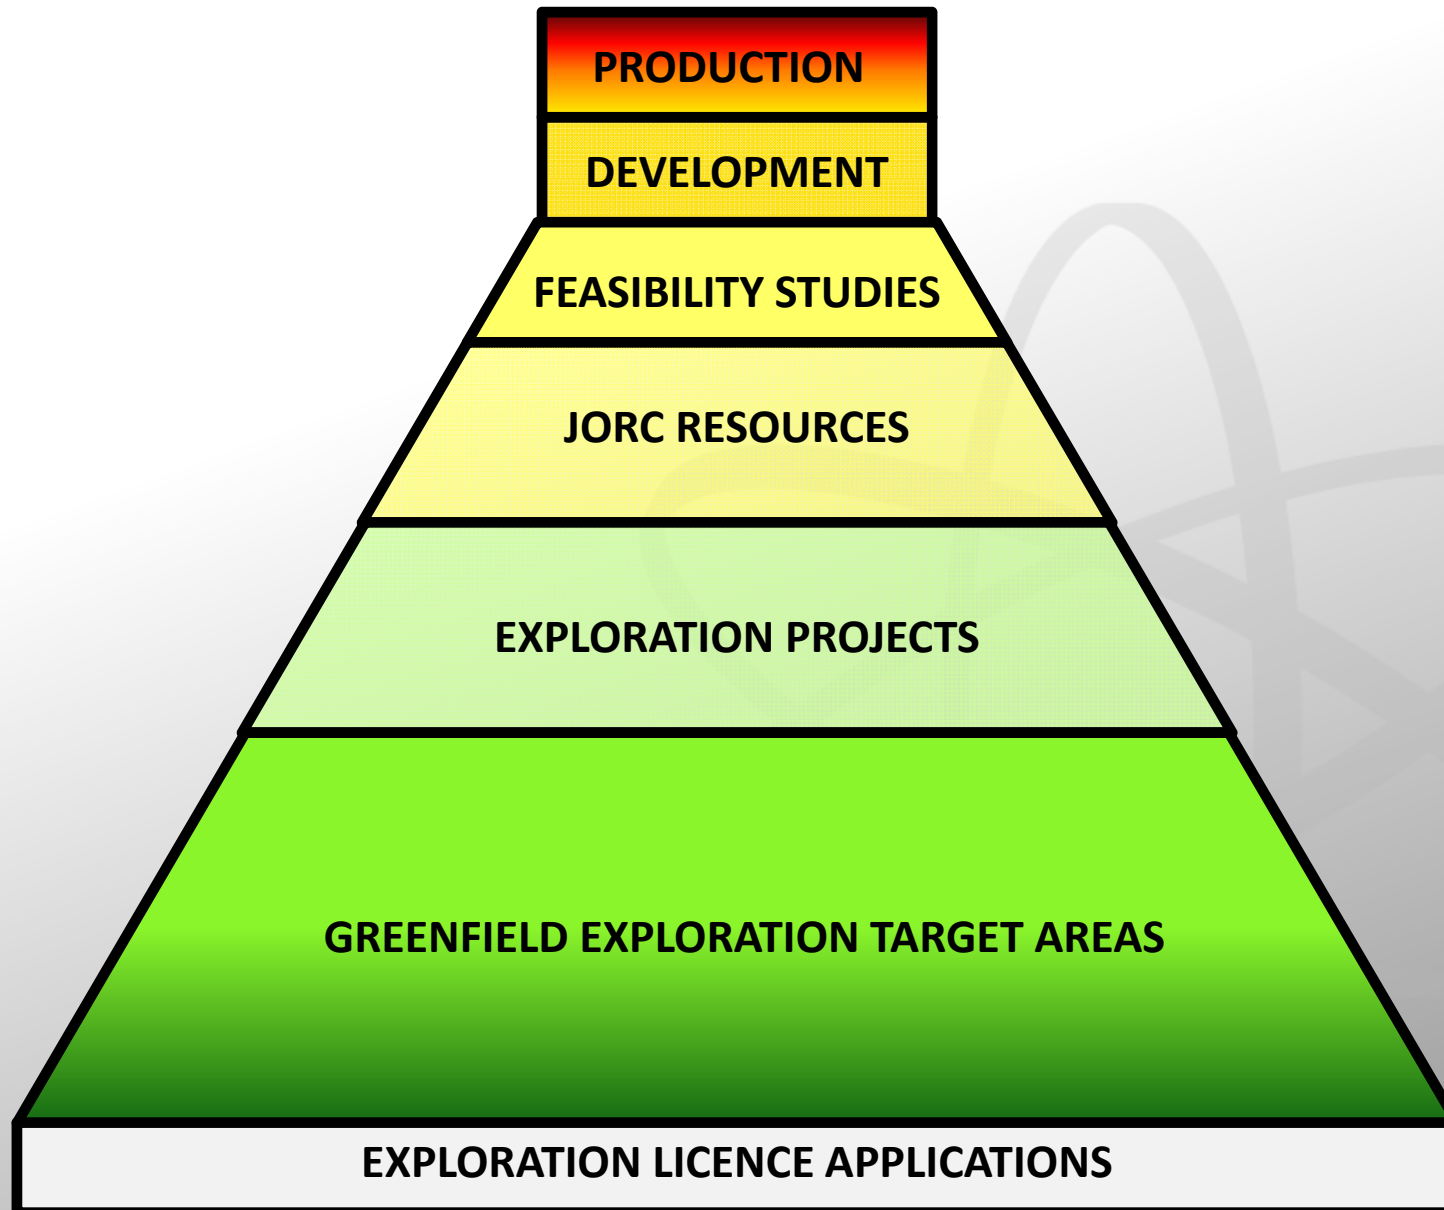 PRODUCTION
DEVELOPMENT
FEASIBILITY STUDIES
JORC RESOURCES
EXPLORATION PROJECTS
GREENFIELD EXPLORATION TARGET AREAS
EXPLORATION LICENCE APPLICATIONS